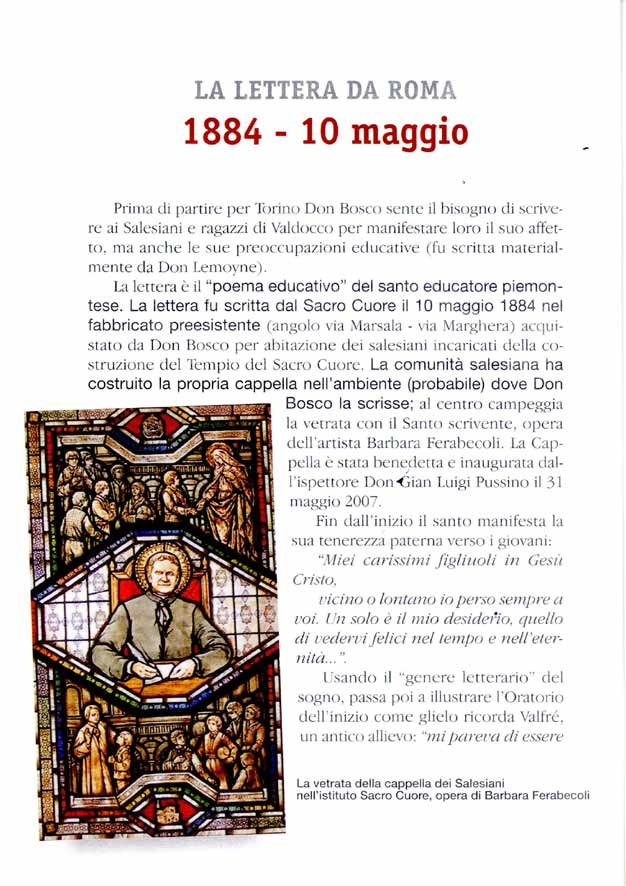 LA LETTERA DA ROMA
1884 - 10 maggio
Prima di partire per Torino Don Bosco sente il bisogno di scrive-
re ai Salesiani e ragazzi di Valdocco per manifestare loro il suo affet-
to, ma anche le sue preoccupazioni educative (fu scritta material-
mente da Don Lemoyne).
La lettera è il "poema educativo" del santo educatore piemon-
tese. La lettera fu scritta dal Sacro Cuore il 10 maggio 1884 nel
fabbricato preesistente (angolo via Marsala - via Marghera) acqui-
stato da Don Bosco per abitazione dei salesiani incaricati della co-
struzione del Tempio del Sacro Cuore. La comunità salesiana ha
costruito la propria cappella nell'ambiente (probabile) dove Don
Bosco la scrisse; al centro campeggia
la vetrata con il Santo scrivente, opera
dell'artista Barbara Ferabecoli. La Cap-
pella è stata benedetta e inaugurata dal-
l'ispettore Don Gian Luigi Pussino il 31
maggio 2007.
Fin dall'inizio il santo manifesta la
sua tenerezza paterna verso i giovani:
"Miei carissimi figliuoli in Gesù
Cristo,
vicino o lontano io perso sempre a
voi. Un solo è il mio desiderio, quello
di vedervi felici nel tempo e nell'eter-
nità...".
Usando il "genere letterario" del
sogno, passa poi a illustrare l'Oratorio
dell'inizio come glielo ricorda Valfré,
un antico allievo: "mi pareva di essere
La vetrata della cappella dei Salesiani
nell'istituto Sacro Cuore, opera di Barbara Ferabecoli